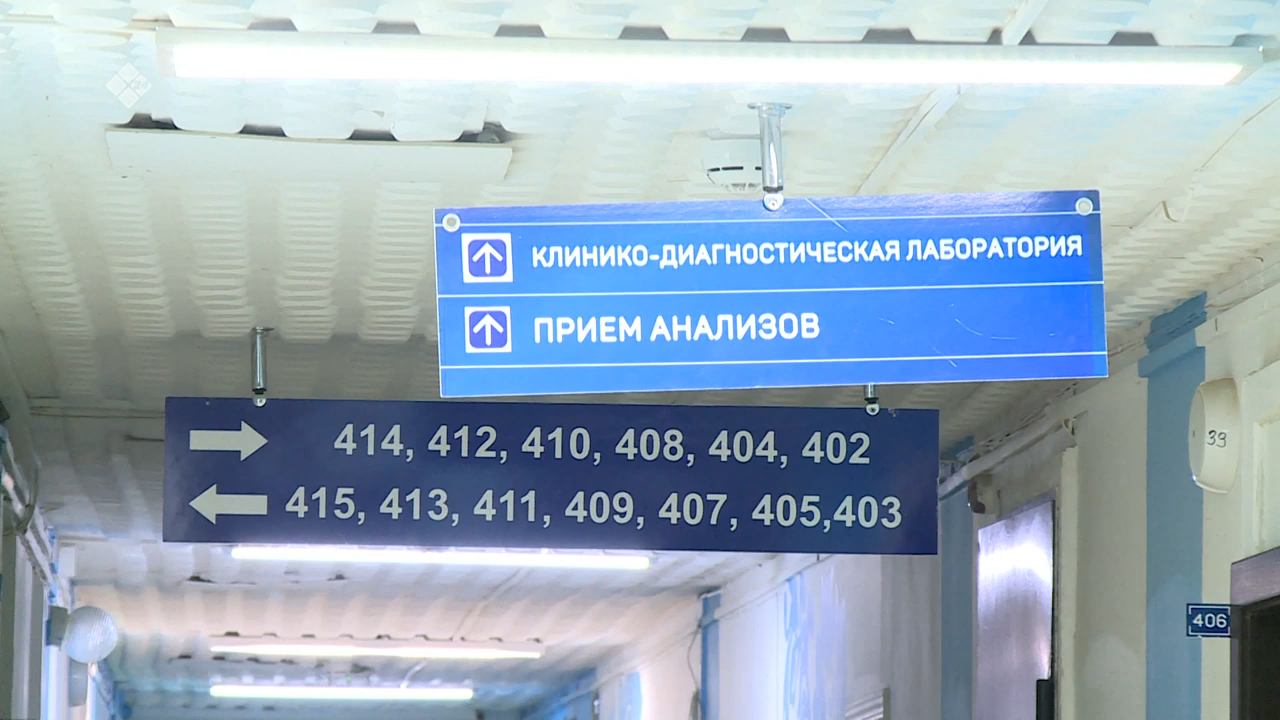 КЛИНИКО-ДИАГНОСТИЧЕСКАЯ ЛАБОРАТОРИЯ
ПРИЕМ АНАЛИЗОВ
414, 412, 410, 408, 404, 402
415, 413, 411, 409, 407, 405,403
39
406